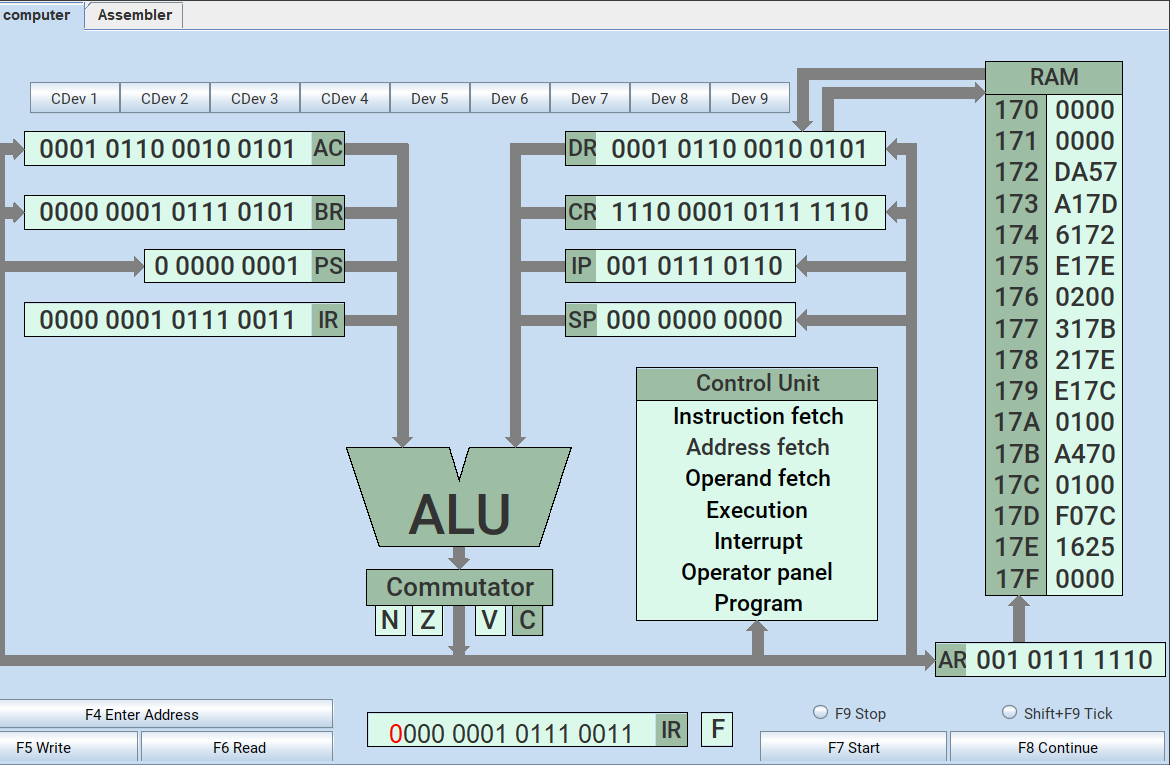 computer Assembler
CDev 1 CDev 2 CDev 3 CDev 4 Dev 5 Dev 6 Dev 7 Dev 8 Dev 9
0001 0110 0010 0101 AC
0000 0001 0111 0101 BR
0 0000 0001 PS
0000 0001 0111 0011 IR
DR 0001 0110 0010 0101
CR 1110 0001 0111 1110
IP 001 0111 0110
SP 000 0000 0000
RAM
170 0000
171 0000
172 DA57
173 A17D
174 6172
175 E17E
176 0200
177 317B
178 217E
179 E17C
17A 0100
17B A470
17C 0100
17D F07C
17E 1625
17F 0000
Control Unit
Instruction fetch
Address fetch
Operand fetch
Execution
Interrupt
Operator panel
Program
ALU
Commutator
N Z V C
AR 001 0111 1110
F4 Enter Address
F5 Write F6 Read
0000 0001 0111 0011 IR F
F9 Stop Shift+F9 Tick
F7 Start F8 Continue